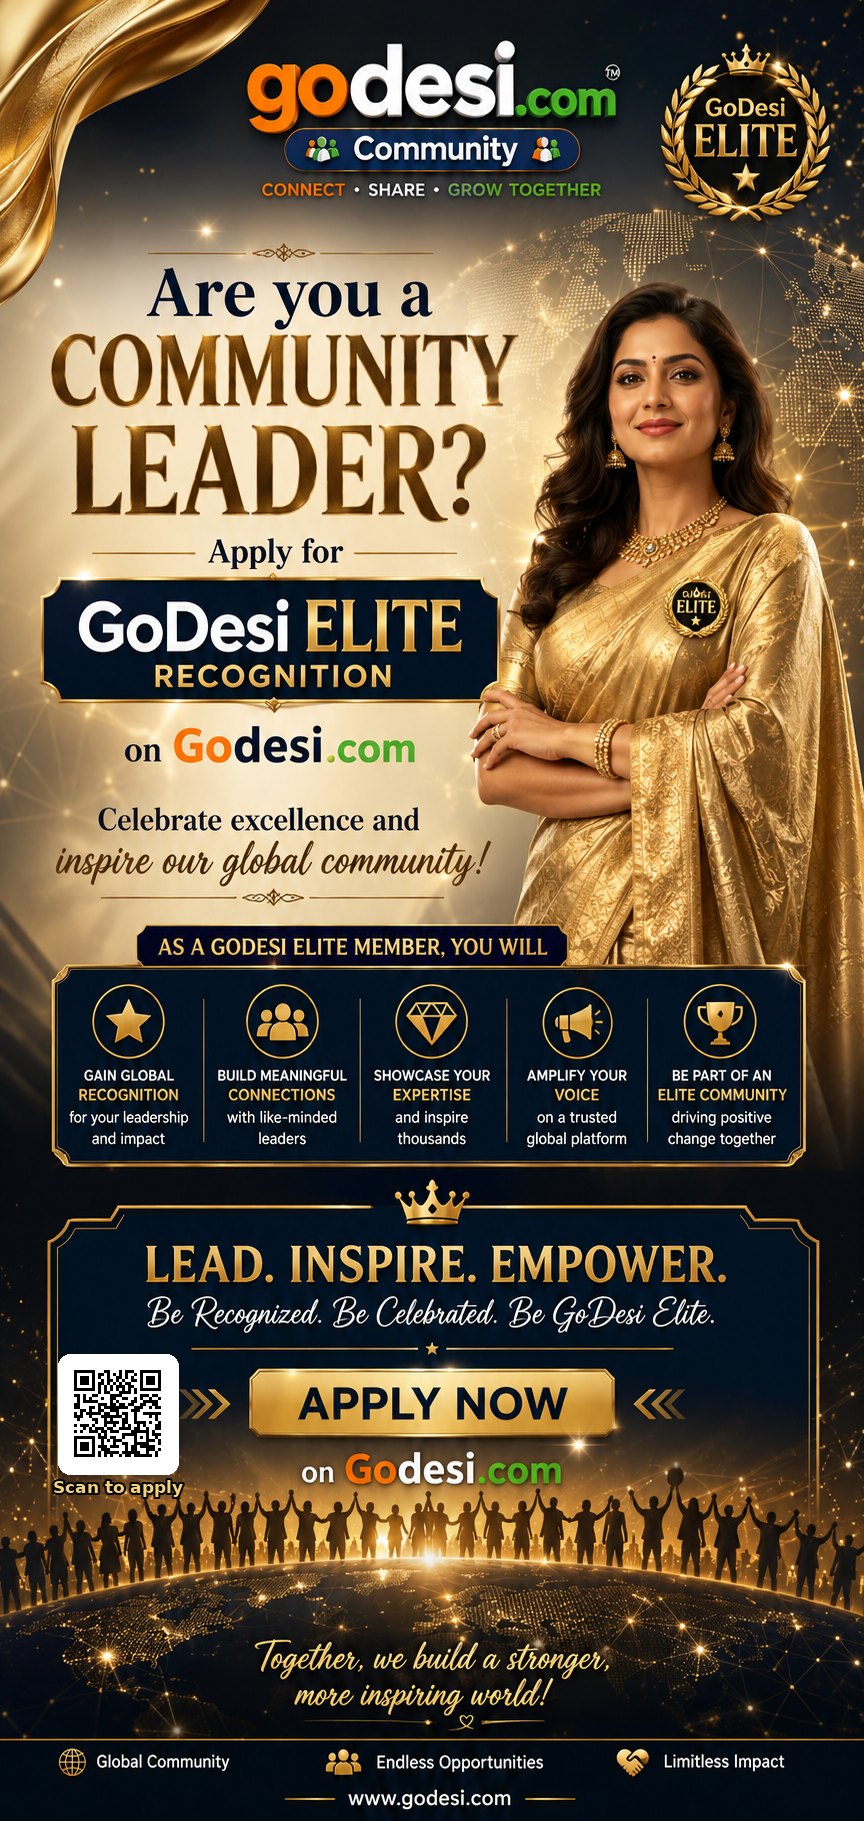 godesi.com™
Community
CONNECT • SHARE • GROW TOGETHER
GoDesi
ELITE
Are you a
COMMUNITY
LEADER?
Apply for
GoDesi ELITE
RECOGNITION
on Godesi.com
Celebrate excellence and
inspire our global community!
ELITE
AS A GODESI ELITE MEMBER, YOU WILL
GAIN GLOBAL
RECOGNITION
for your leadership
and impact
BUILD MEANINGFUL
CONNECTIONS
with like-minded
leaders
SHOWCASE YOUR
EXPERTISE
and inspire
thousands
AMPLIFY YOUR
VOICE
on a trusted
global platform
BE PART OF AN
ELITE COMMUNITY
driving positive
change together
LEAD. INSPIRE. EMPOWER.
Be Recognized. Be Celebrated. Be GoDesi Elite.
APPLY NOW
on Godesi.com
Scan to apply
Together, we build a stronger,
more inspiring world!
Global Community
Endless Opportunities
Limitless Impact
www.godesi.com